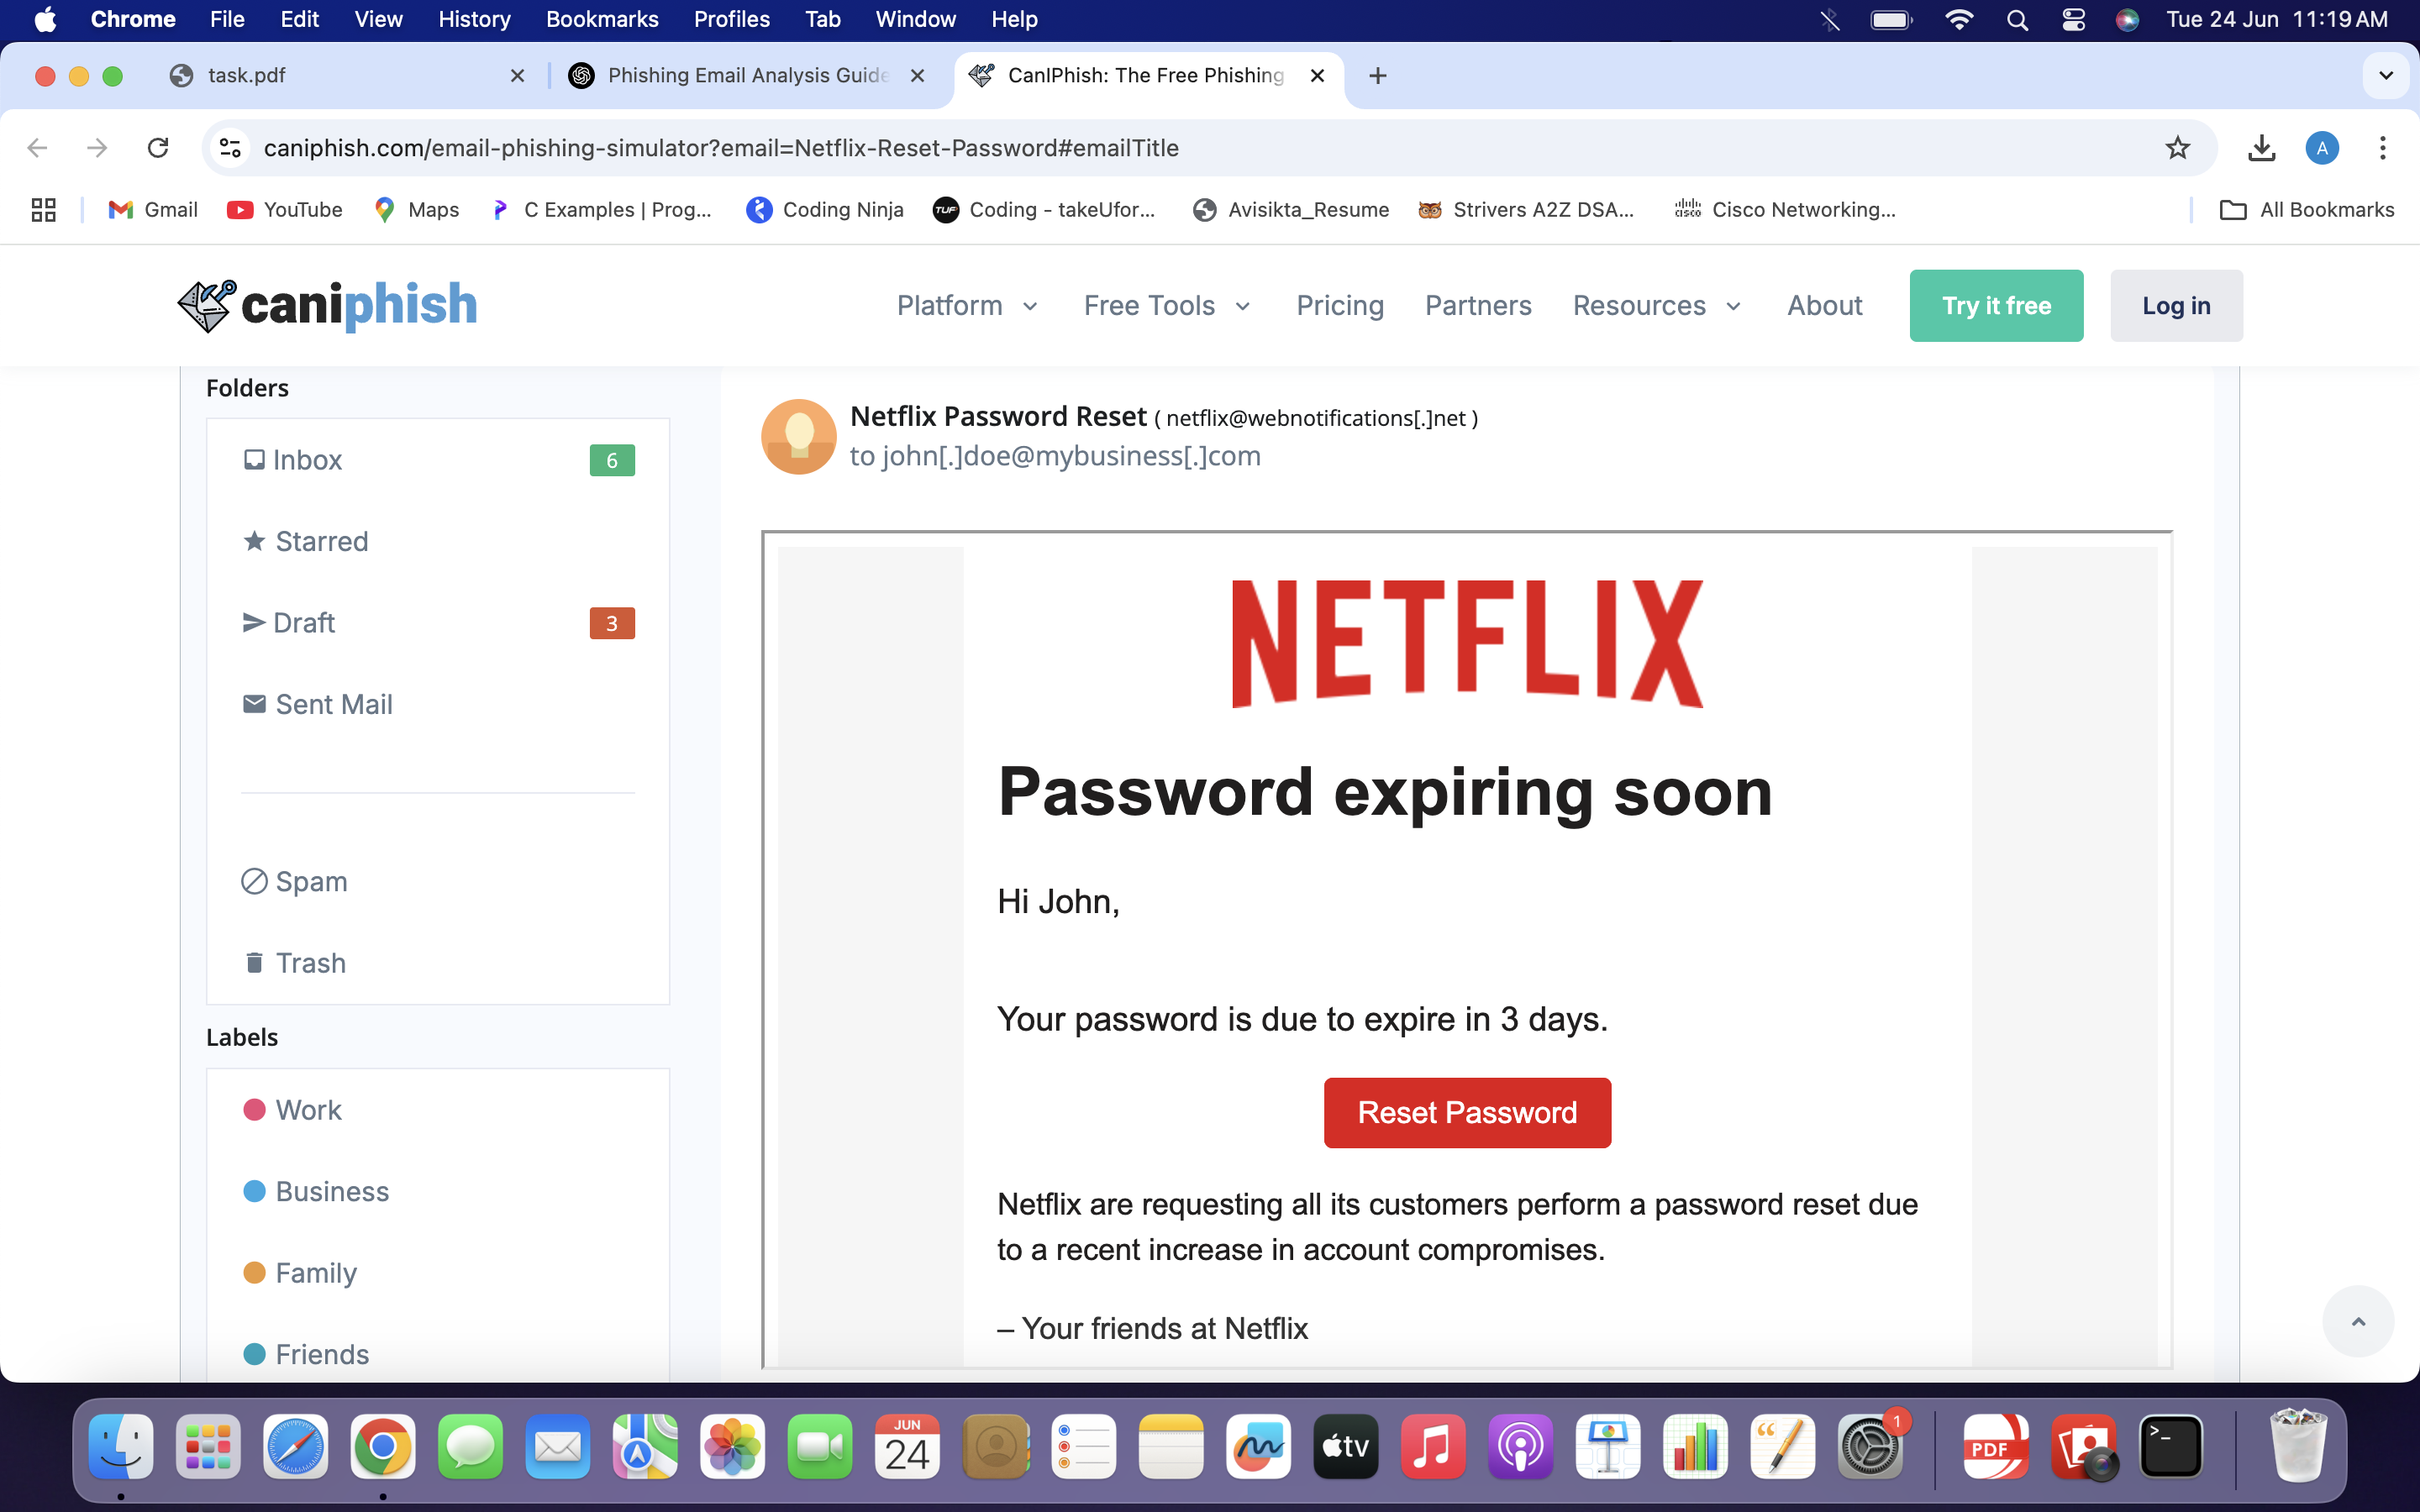 Chrome File Edit View History Bookmarks Profiles Tab Window Help Tue 24 Jun 11:19 AM
task.pdf Phishing Email Analysis Guide CanIPhish: The Free Phishing
caniphish.com/email-phishing-simulator?email=Netflix-Reset-Password#emailTitle A
Gmail YouTube Maps C Examples | Prog... Coding Ninja TUF Coding - takeUfor... Avisikta_Resume Strivers A2Z DSA... cisco Cisco Networking... All Bookmarks
caniphish Platform Free Tools Pricing Partners Resources About Try it free Log in
Folders
Inbox 6
Starred
Draft 3
Sent Mail
Spam
Trash
Labels
Work
Business
Family
Friends
Netflix Password Reset ( netflix@webnotifications[.]net )
to john[.]doe@mybusiness[.]com
NETFLIX
Password expiring soon
Hi John,
Your password is due to expire in 3 days.
Reset Password
Netflix are requesting all its customers perform a password reset due
to a recent increase in account compromises.
– Your friends at Netflix
JUN
24
tv
1
PDF
>_